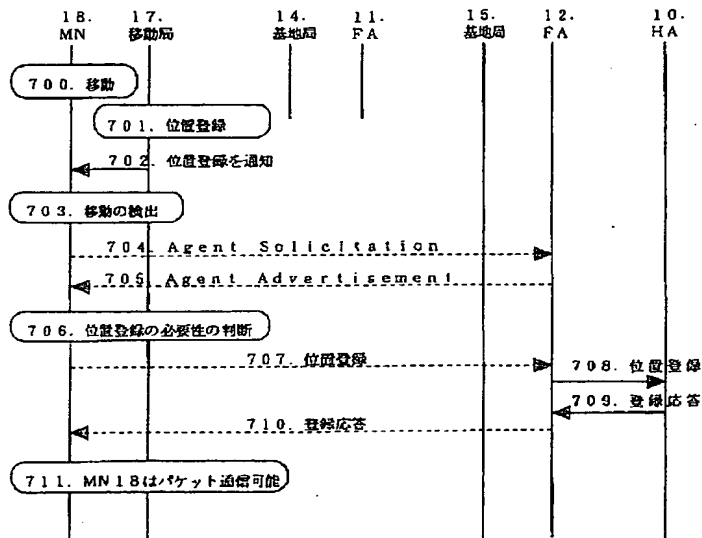 18. 17. 14. 11. 15. 12. 10.
MN 移動局 基地局 FA 基地局 FA HA
700. 移動
701. 位置登録
702. 位置登録を通知
703. 移動の検出
704. Agent Solicitation
705. Agent Advertisement
706. 位置登録の必要性の判断
707. 位置登録
708. 位置登録
709. 登録応答
710. 登録応答
711. MN18はパケット通信可能